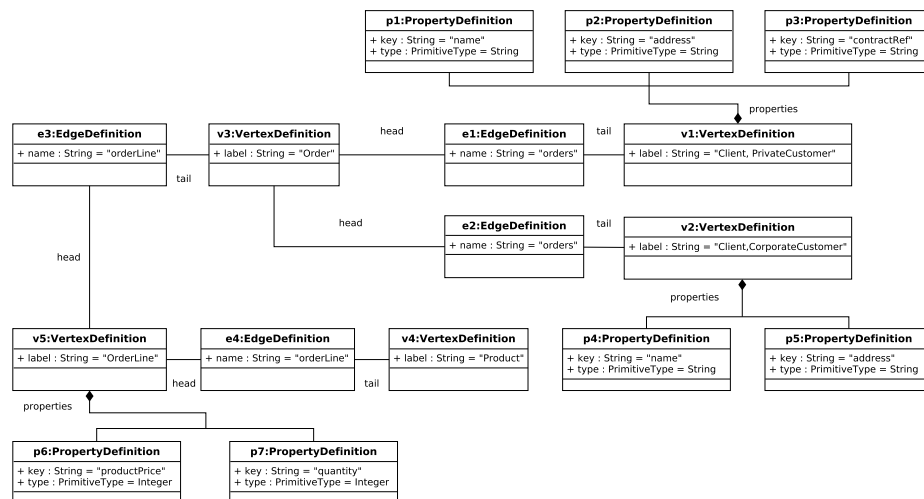 p1:PropertyDefinition
+ key : String = "name"
+ type : PrimitiveType = String
p2:PropertyDefinition
+ key : String = "address"
+ type : PrimitiveType = String
p3:PropertyDefinition
+ key : String = "contractRef"
+ type : PrimitiveType = String
properties
e3:EdgeDefinition
+ name : String = "orderLine"
tail
v3:VertexDefinition
+ label : String = "Order"
head
e1:EdgeDefinition
+ name : String = "orders"
tail
v1:VertexDefinition
+ label : String = "Client, PrivateCustomer"
head
e2:EdgeDefinition
+ name : String = "orders"
tail
v2:VertexDefinition
+ label : String = "Client,CorporateCustomer"
head
properties
v5:VertexDefinition
+ label : String = "OrderLine"
head
e4:EdgeDefinition
+ name : String = "orderLine"
tail
v4:VertexDefinition
+ label : String = "Product"
p4:PropertyDefinition
+ key : String = "name"
+ type : PrimitiveType = String
p5:PropertyDefinition
+ key : String = "address"
+ type : PrimitiveType = String
properties
p6:PropertyDefinition
+ key : String = "productPrice"
+ type : PrimitiveType = Integer
p7:PropertyDefinition
+ key : String = "quantity"
+ type : PrimitiveType = Integer